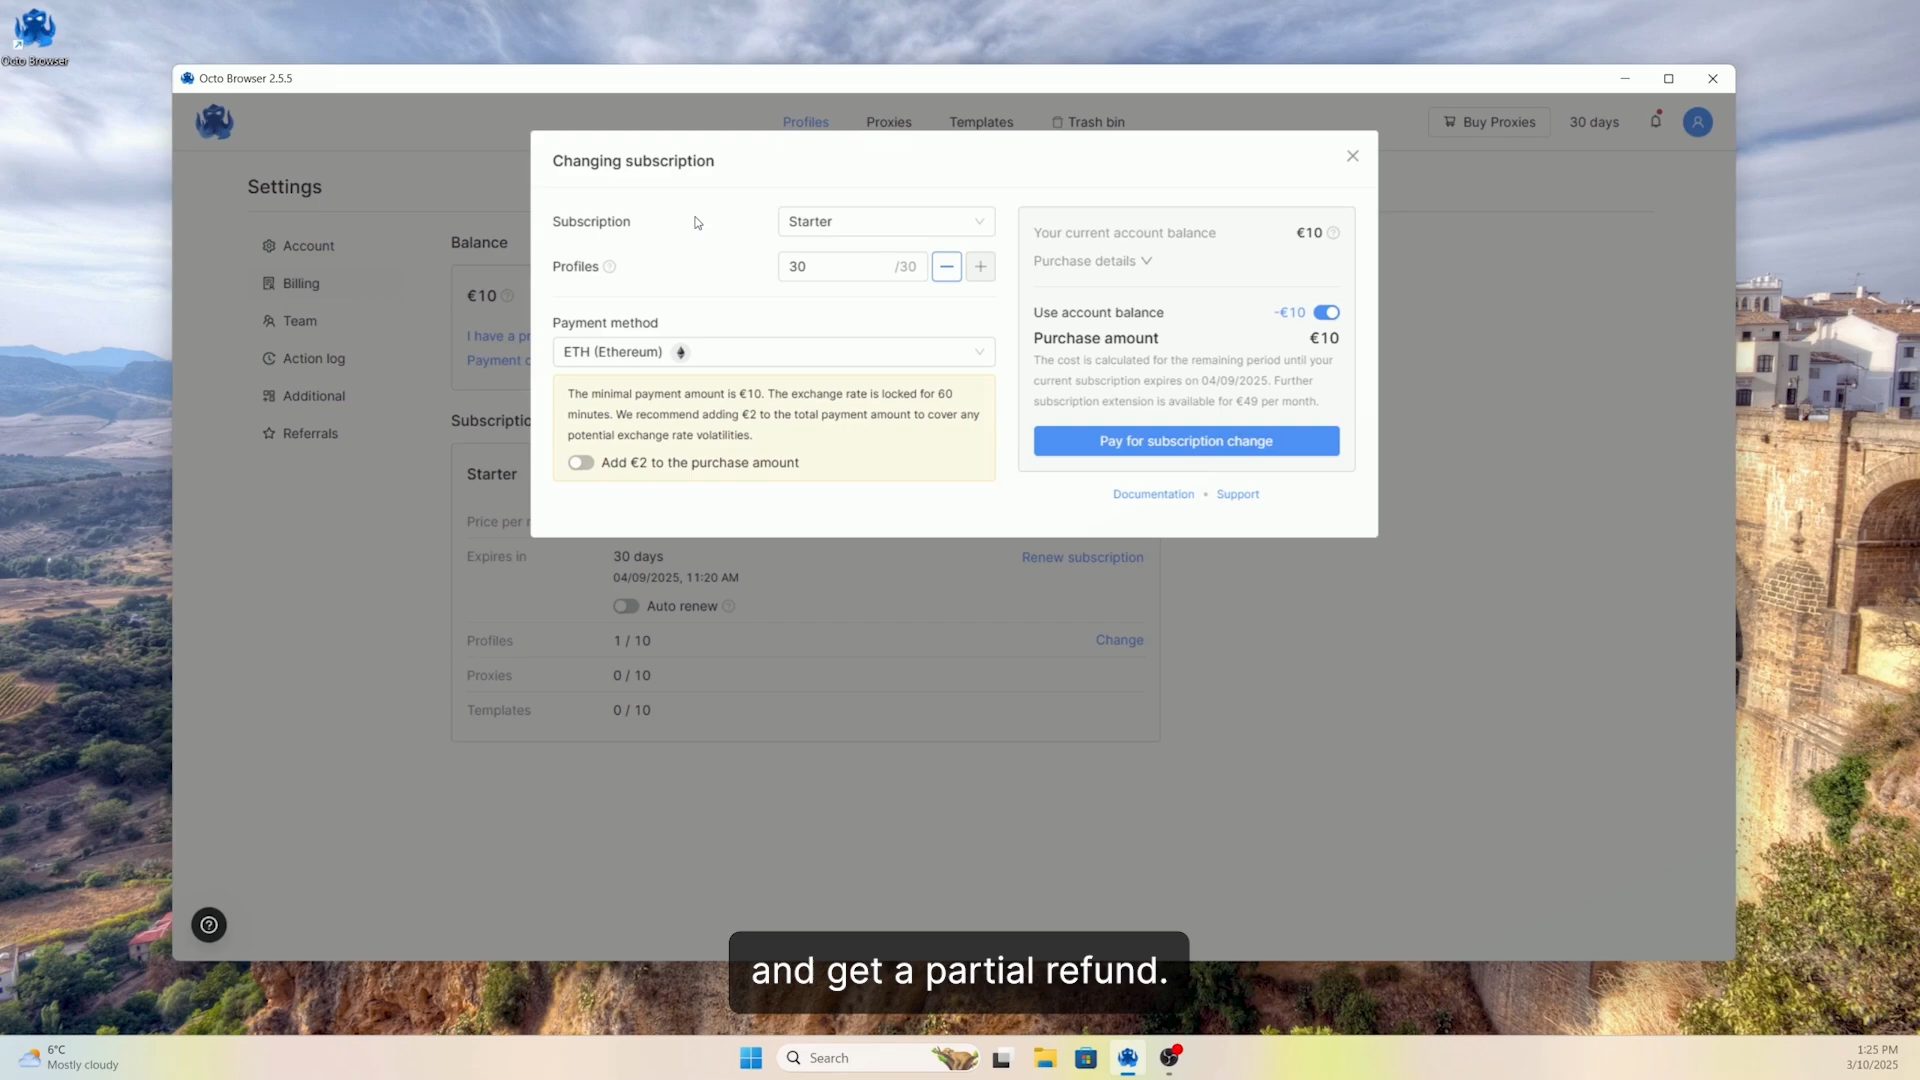 Octo Browser
Octo Browser 2.5.5
Profiles
Proxies
Templates
Trash bin
Buy Proxies
30 days
Settings
Account
Billing
Team
Action log
Additional
Referrals
Balance
€10
I have a pr
Payment
Subscriptio
Starter
Price per
Expires in
30 days
04/09/2025, 11:20 AM
Auto renew
Renew subscription
Profiles
1 / 10
Change
Proxies
0 / 10
Templates
0 / 10
Changing subscription
Subscription
Starter
Profiles
30 /30
Payment method
ETH (Ethereum)
The minimal payment amount is €10. The exchange rate is locked for 60
minutes. We recommend adding €2 to the total payment amount to cover any
potential exchange rate volatilities.
Add €2 to the purchase amount
Your current account balance €10
Purchase details
Use account balance -€10
Purchase amount €10
The cost is calculated for the remaining period until your
current subscription expires on 04/09/2025. Further
subscription extension is available for €49 per month.
Pay for subscription change
Documentation • Support
and get a partial refund.
6°C
Mostly cloudy
Search
1:25 PM
3/10/2025